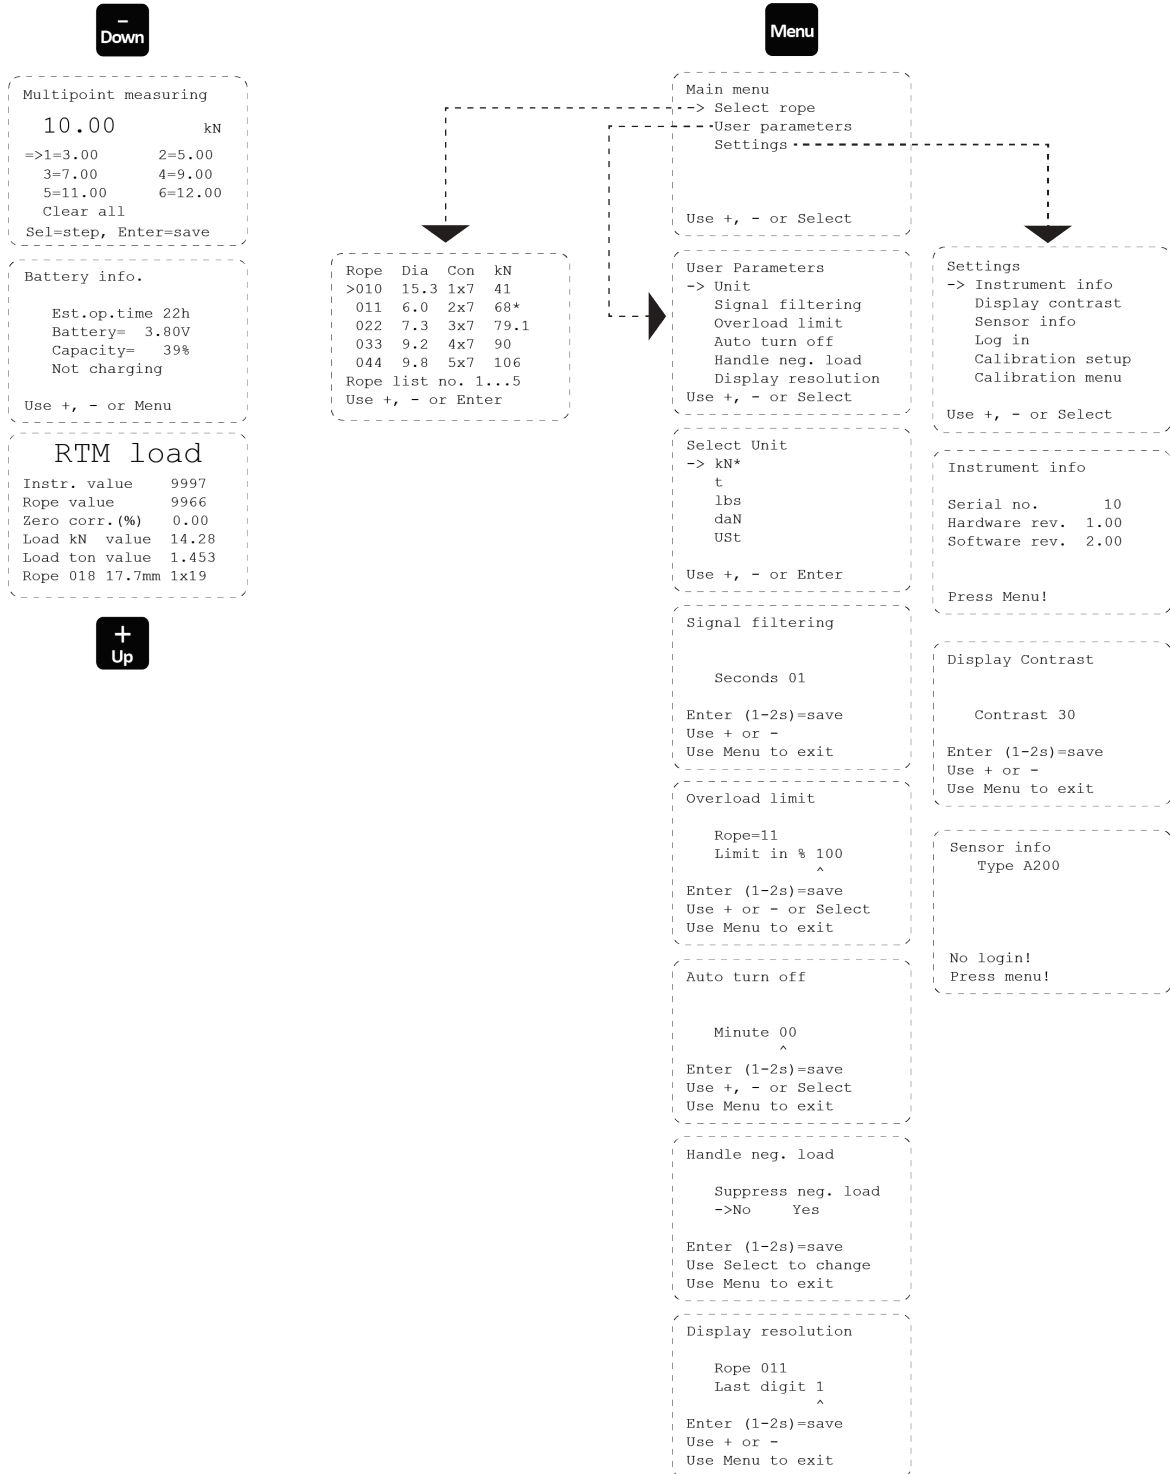 −
Down
Multipoint measuring
10.00 kN
=>1=3.00 2=5.00
3=7.00 4=9.00
5=11.00 6=12.00
Clear all
Sel=step, Enter=save
Battery info.
Est.op.time 22h
Battery= 3.80V
Capacity= 39%
Not charging
Use +, - or Menu
RTM load
Instr. value 9997
Rope value 9966
Zero corr.(%) 0.00
Load kN value 14.28
Load ton value 1.453
Rope 018 17.7mm 1x19
+
Up
Rope Dia Con kN
>010 15.3 1x7 41
011 6.0 2x7 68*
022 7.3 3x7 79.1
033 9.2 4x7 90
044 9.8 5x7 106
Rope list no. 1...5
Use +, - or Enter
Menu
Main menu
-> Select rope
User parameters
Settings
Use +, - or Select
User Parameters
-> Unit
Signal filtering
Overload limit
Auto turn off
Handle neg. load
Display resolution
Use +, - or Select
Select Unit
-> kN*
t
lbs
daN
USt
Use +, - or Enter
Signal filtering
Seconds 01
Enter (1-2s)=save
Use + or -
Use Menu to exit
Overload limit
Rope=11
Limit in % 100
^
Enter (1-2s)=save
Use + or - or Select
Use Menu to exit
Auto turn off
Minute 00
^
Enter (1-2s)=save
Use +, - or Select
Use Menu to exit
Handle neg. load
Suppress neg. load
->No Yes
Enter (1-2s)=save
Use Select to change
Use Menu to exit
Display resolution
Rope 011
Last digit 1
^
Enter (1-2s)=save
Use + or -
Use Menu to exit
Settings
-> Instrument info
Display contrast
Sensor info
Log in
Calibration setup
Calibration menu
Use +, - or Select
Instrument info
Serial no. 10
Hardware rev. 1.00
Software rev. 2.00
Press Menu!
Display Contrast
Contrast 30
Enter (1-2s)=save
Use + or -
Use Menu to exit
Sensor info
Type A200
No login!
Press menu!